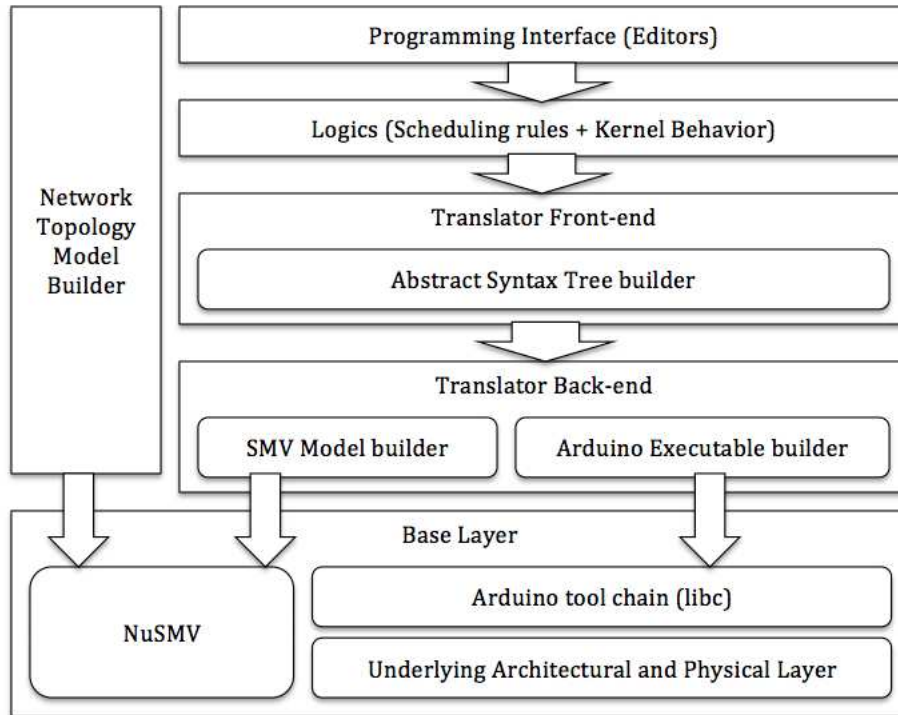 Programming Interface (Editors)
Logics (Scheduling rules + Kernel Behavior)
Network
Topology
Model
Builder
Translator Front-end
Abstract Syntax Tree builder
Translator Back-end
SMV Model builder
Arduino Executable builder
Base Layer
NuSMV
Arduino tool chain (libc)
Underlying Architectural and Physical Layer